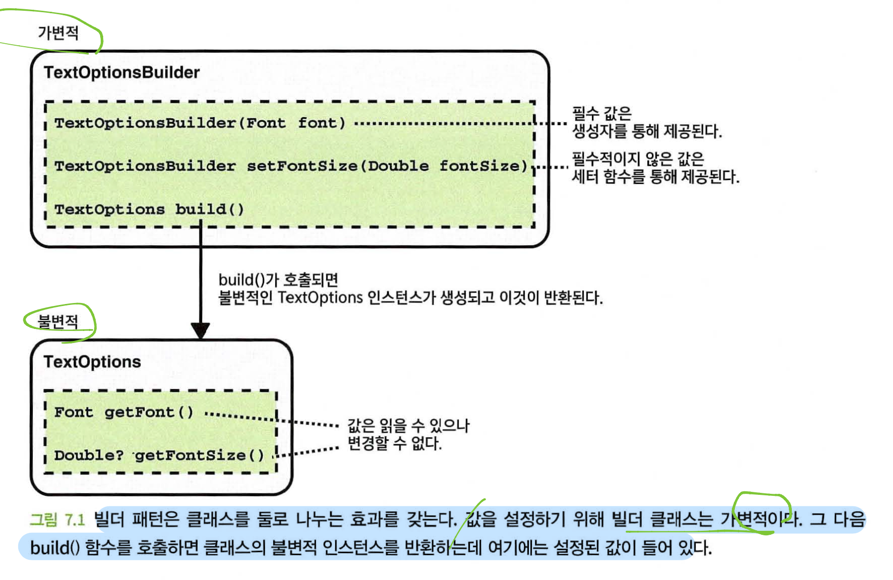 가변적
TextOptionsBuilder
TextOptionsBuilder(Font font)
필수 값은
생성자를 통해 제공된다.
TextOptionsBuilder setFontSize(Double fontSize)
필수적이지 않은 값은
세터 함수를 통해 제공된다.
TextOptions build()
build()가 호출되면
불변적인 TextOptions 인스턴스가 생성되고 이것이 반환된다.
불변적
TextOptions
Font getFont()
값은 읽을 수 있으나
변경할 수 없다.
Double? getFontSize()
그림 7.1 빌더 패턴은 클래스를 둘로 나누는 효과를 갖는다. 값을 설정하기 위해 빌더 클래스는 가변적이다. 그 다음
build() 함수를 호출하면 클래스의 불변적 인스턴스를 반환하는데 여기에는 설정된 값이 들어 있다.